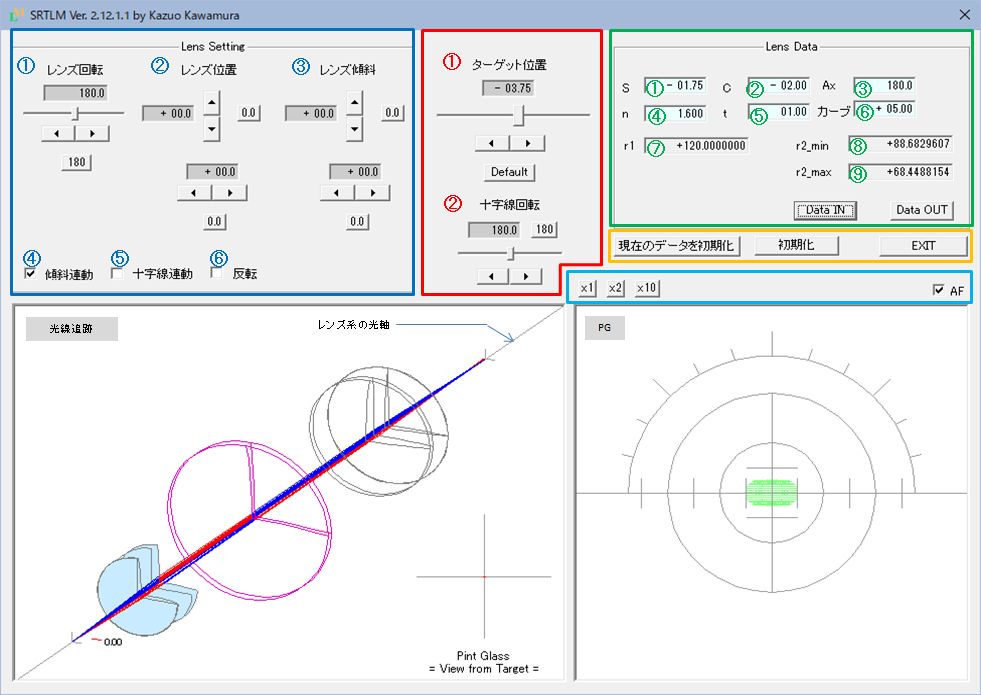 SRTLM Ver. 2.12.1.1 by Kazuo Kawamura
Lens Setting
① レンズ回転
180.0
180
② レンズ位置
+ 00.0
0.0
+ 00.0
0.0
③ レンズ傾斜
+ 00.0
0.0
+ 00.0
0.0
④ 傾斜連動
⑤ 十字線連動
⑥ 反転
① ターゲット位置
- 03.75
Default
② 十字線回転
180.0 180
Lens Data
S ① - 01.75 C ② - 02.00 Ax ③ 180.0
n ④ 1.600 t ⑤ 01.00 カーブ ⑥ + 05.00
r1 ⑦ +120.0000000 r2_min ⑧ +88.6829607
r2_max ⑨ +68.4488154
Data IN Data OUT
現在のデータを初期化 初期化 EXIT
x1 x2 x10 AF
光線追跡
レンズ系の光軸
0.00
Pint Glass
= View from Target =
PG